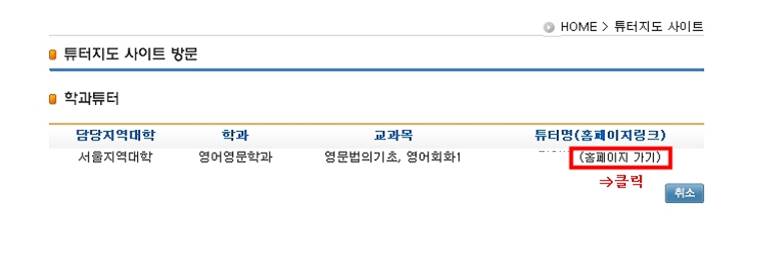 HOME > 튜터지도 사이트
튜터지도 사이트 방문
학과튜터
담당지역대학 학과 교과목 튜터명(홈페이지링크)
서울지역대학 영어영문학과 영문법의기초, 영어회화1 (홈페이지 가기)
⇒클릭
취소